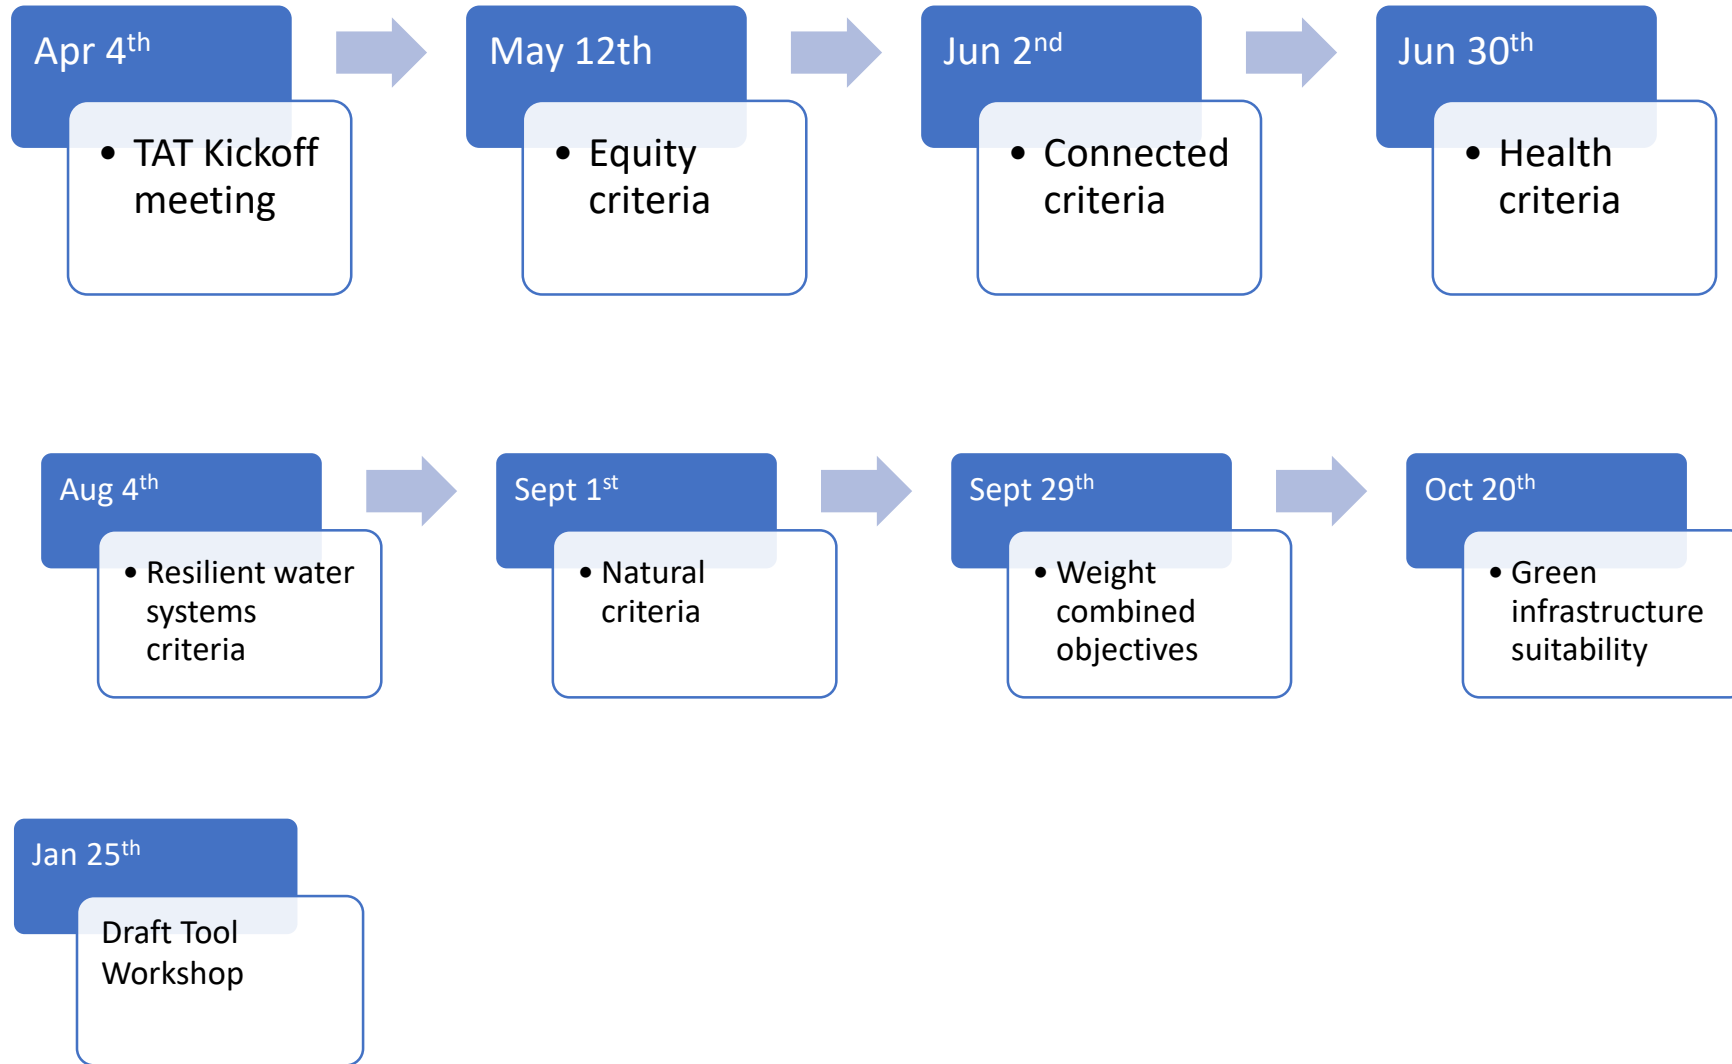 Apr 4th
• TAT Kickoff
meeting
May 12th
• Equity
criteria
Jun 2nd
• Connected
criteria
Jun 30th
• Health
criteria
Aug 4th
• Resilient water
systems
criteria
Sept 1st
• Natural
criteria
Sept 29th
• Weight
combined
objectives
Oct 20th
• Green
infrastructure
suitability
Jan 25th
Draft Tool
Workshop